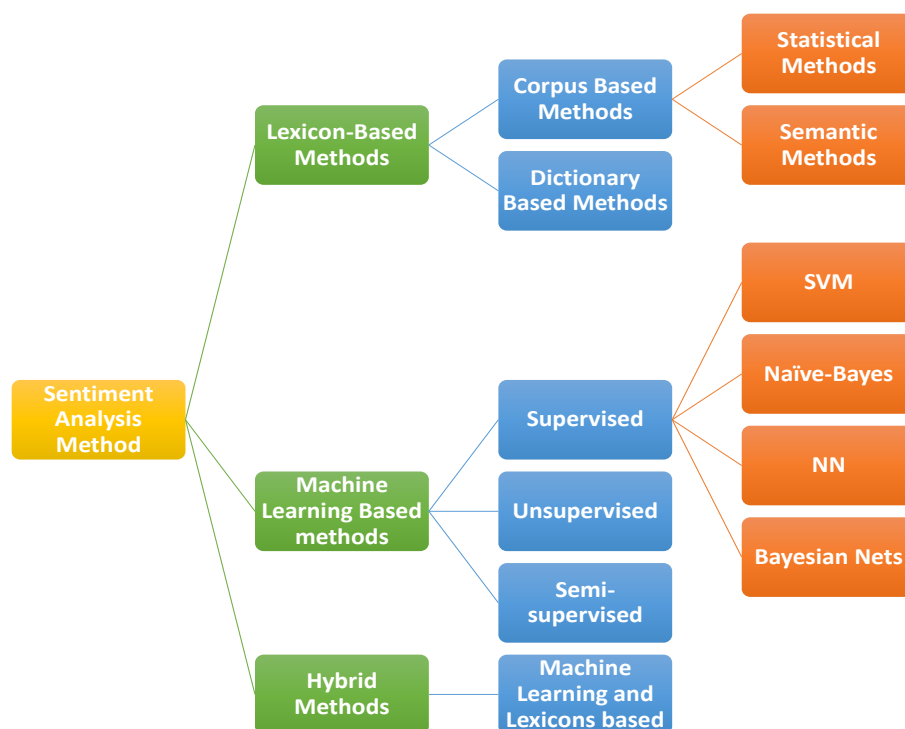 Sentiment
Analysis
Method
Lexicon-Based
Methods
Corpus Based
Methods
Statistical
Methods
Semantic
Methods
Dictionary
Based Methods
Machine
Learning Based
methods
Supervised
SVM
Naïve-Bayes
NN
Bayesian Nets
Unsupervised
Semi-
supervised
Hybrid
Methods
Machine
Learning and
Lexicons based